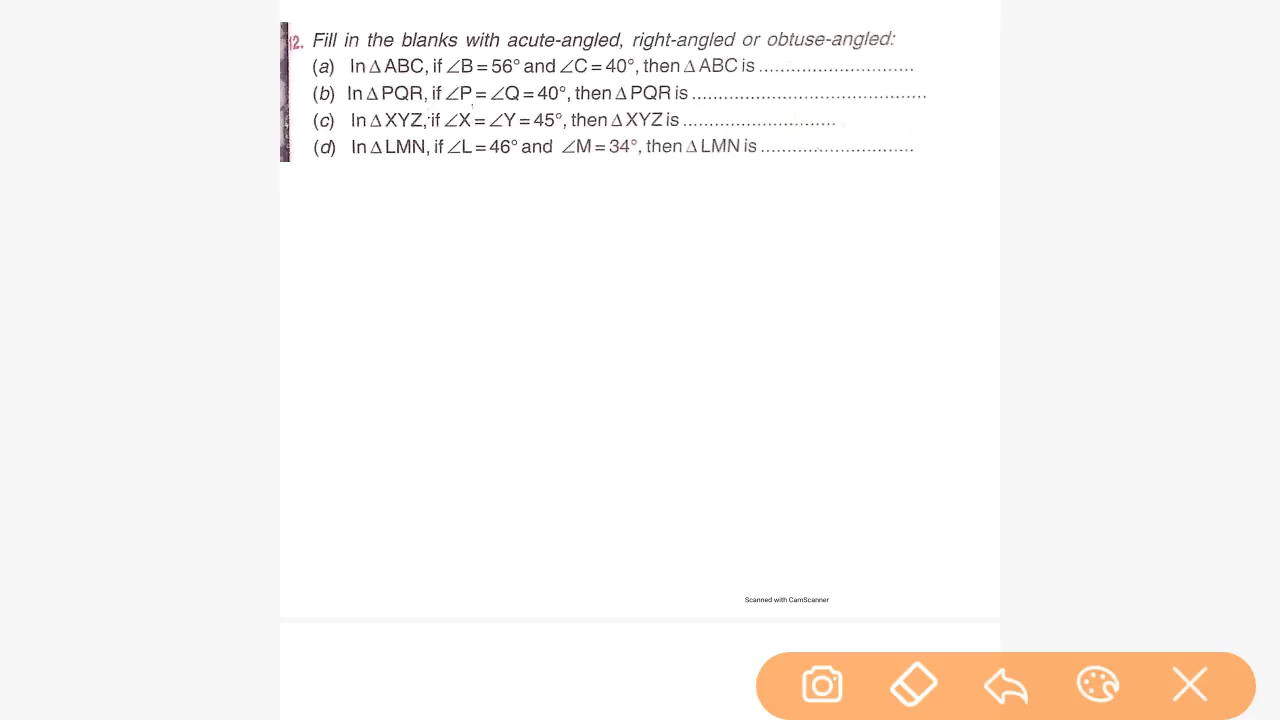 12. Fill in the blanks with acute-angled, right-angled or obtuse-angled:
(a) In Δ ABC, if ∠B = 56° and ∠C = 40°, then Δ ABC is ............................
(b) In Δ PQR, if ∠P = ∠Q = 40°, then Δ PQR is ............................................
(c) In Δ XYZ, if ∠X = ∠Y = 45°, then Δ XYZ is ............................
(d) In Δ LMN, if ∠L = 46° and ∠M = 34°, then Δ LMN is ............................
Scanned with CamScanner